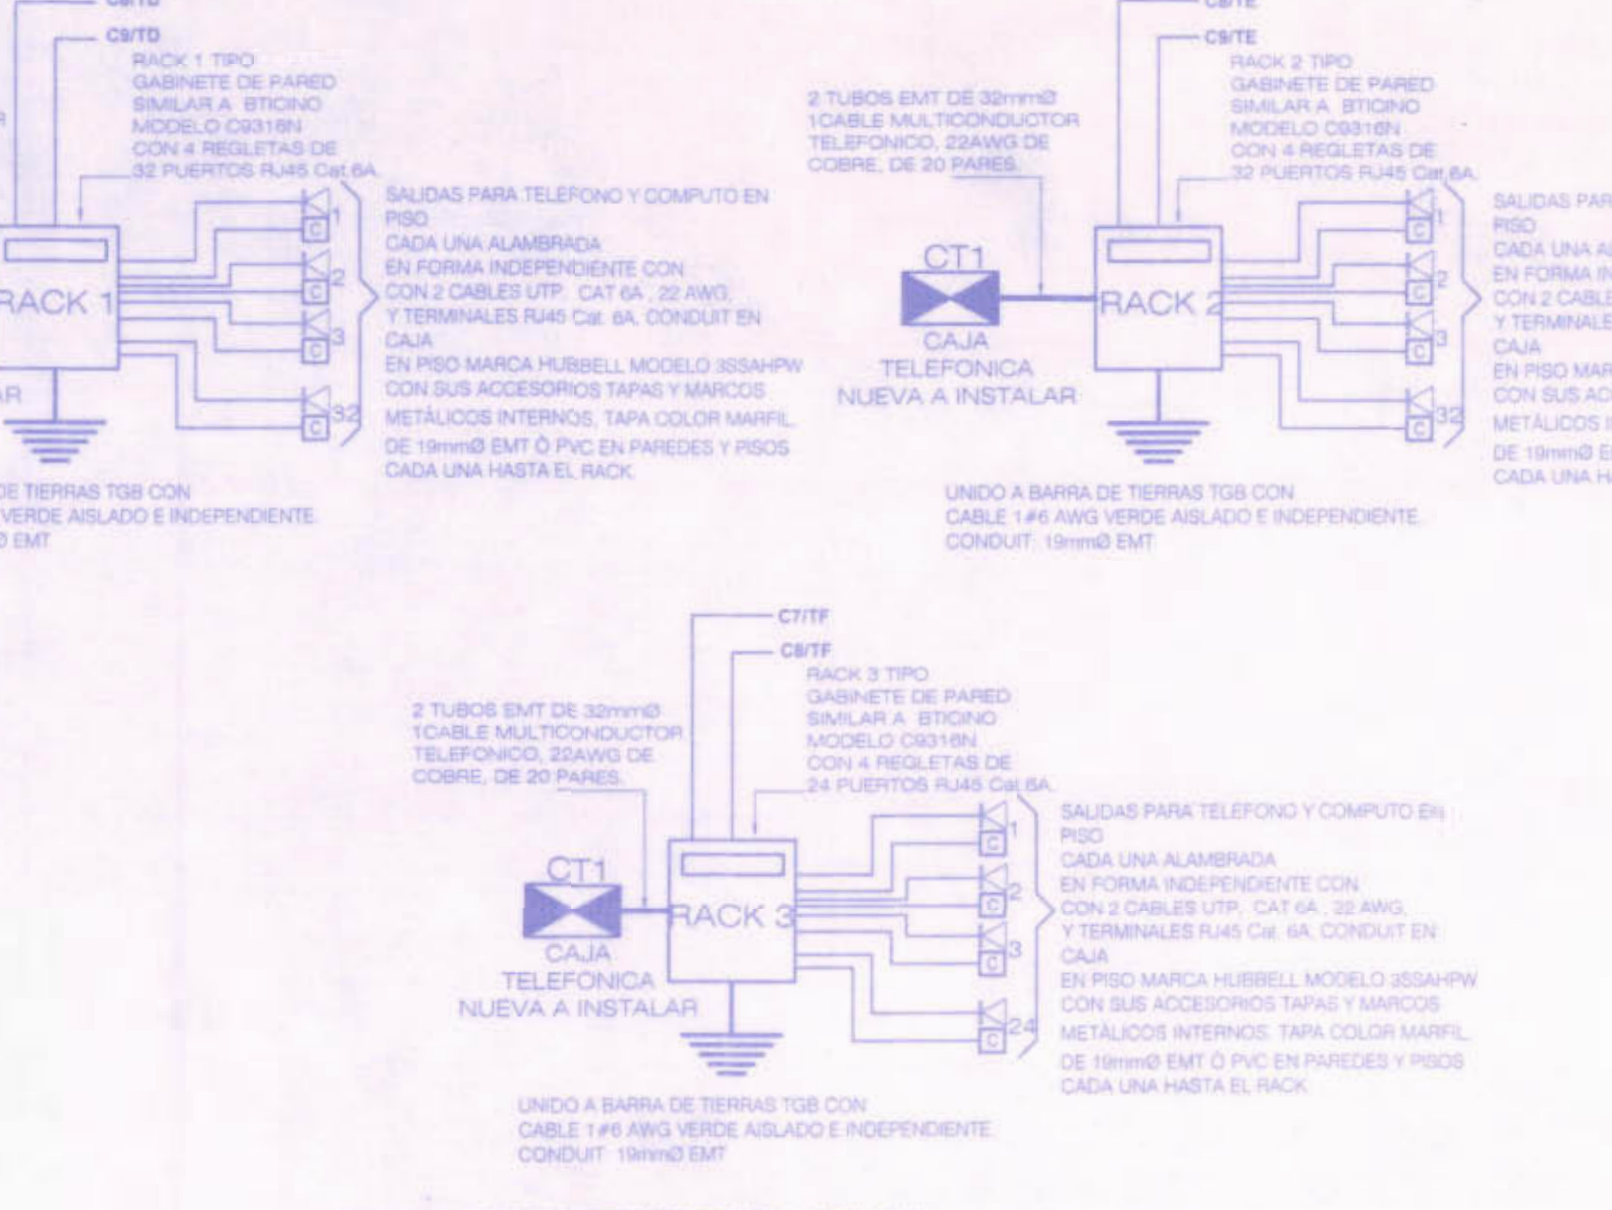 C9/TD
RACK 1 TIPO
GABINETE DE PARED
SIMILAR A BTICINO
MODELO C9316N
CON 4 REGLETAS DE
32 PUERTOS RJ45 Cat.6A.
RACK 1
1
C
2
C
3
C
32
C
SALIDAS PARA TELEFONO Y COMPUTO EN
PISO
CADA UNA ALAMBRADA
EN FORMA INDEPENDIENTE CON
CON 2 CABLES UTP, CAT 6A , 22 AWG,
Y TERMINALES RJ45 Cat. 6A, CONDUIT EN
CAJA
EN PISO MARCA HUBBELL MODELO 3SSAHPW
CON SUS ACCESORIOS TAPAS Y MARCOS
METÁLICOS INTERNOS, TAPA COLOR MARFIL.
DE 19mmØ EMT Ò PVC EN PAREDES Y PISOS
CADA UNA HASTA EL RACK.
DE TIERRAS TGB CON
VERDE AISLADO E INDEPENDIENTE.
Ø EMT
C9/TE
RACK 2 TIPO
GABINETE DE PARED
SIMILAR A BTICINO
MODELO C9316N
CON 4 REGLETAS DE
32 PUERTOS RJ45 Cat.6A.
2 TUBOS EMT DE 32mmØ
1CABLE MULTICONDUCTOR
TELEFONICO, 22AWG DE
COBRE, DE 20 PARES.
CT1
CAJA
TELEFONICA
NUEVA A INSTALAR
RACK 2
1
C
2
C
3
C
32
C
SALIDAS PAR
PISO
CADA UNA AL
EN FORMA IN
CON 2 CABLE
Y TERMINALES
CAJA
EN PISO MAR
CON SUS ACC
METÁLICOS I
DE 19mmØ E
CADA UNA HA
UNIDO A BARRA DE TIERRAS TGB CON
CABLE 1#6 AWG VERDE AISLADO E INDEPENDIENTE.
CONDUIT 19mmØ EMT
C7/TF
C8/TF
RACK 3 TIPO
GABINETE DE PARED
SIMILAR A BTICINO
MODELO C9316N
CON 4 REGLETAS DE
24 PUERTOS RJ45 Cat.6A.
2 TUBOS EMT DE 32mmØ
1CABLE MULTICONDUCTOR
TELEFONICO, 22AWG DE
COBRE, DE 20 PARES.
CT1
CAJA
TELEFONICA
NUEVA A INSTALAR
RACK 3
1
C
2
C
3
C
24
C
SALIDAS PARA TELEFONO Y COMPUTO EN
PISO
CADA UNA ALAMBRADA
EN FORMA INDEPENDIENTE CON
CON 2 CABLES UTP, CAT 6A , 22 AWG,
Y TERMINALES RJ45 Cat. 6A, CONDUIT EN
CAJA
EN PISO MARCA HUBBELL MODELO 3SSAHPW
CON SUS ACCESORIOS TAPAS Y MARCOS
METÁLICOS INTERNOS, TAPA COLOR MARFIL.
DE 19mmØ EMT Ò PVC EN PAREDES Y PISOS
CADA UNA HASTA EL RACK.
UNIDO A BARRA DE TIERRAS TGB CON
CABLE 1#6 AWG VERDE AISLADO E INDEPENDIENTE.
CONDUIT 19mmØ EMT